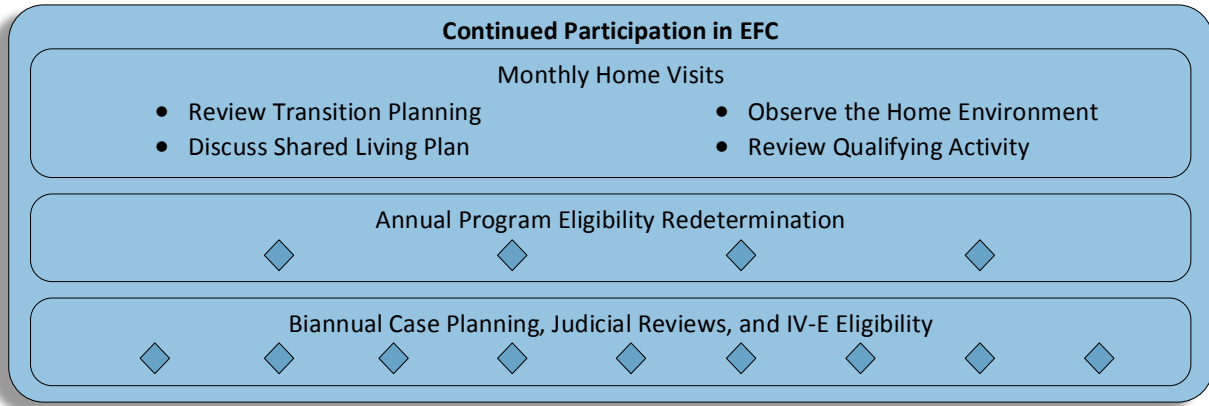 Continued Participation in EFC
Monthly Home Visits
• Review Transition Planning
• Discuss Shared Living Plan
• Observe the Home Environment
• Review Qualifying Activity
Annual Program Eligibility Redetermination
Biannual Case Planning, Judicial Reviews, and IV-E Eligibility